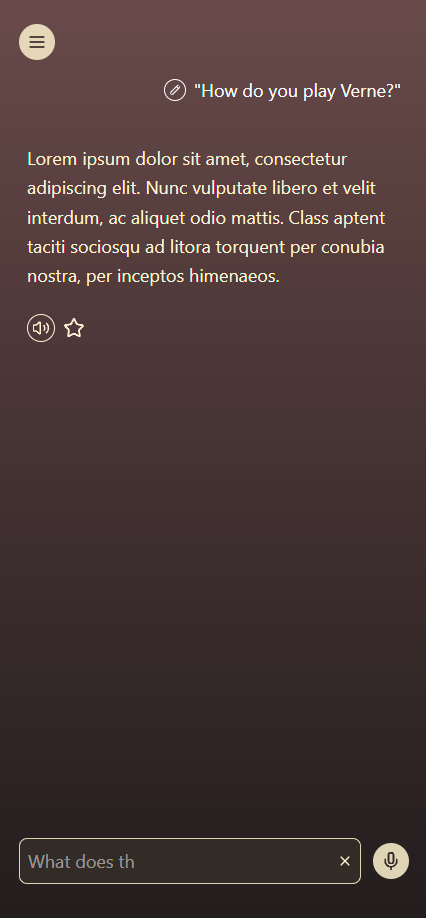 "How do you play Verne?"
Lorem ipsum dolor sit amet, consectetur
adipiscing elit. Nunc vulputate libero et velit
interdum, ac aliquet odio mattis. Class aptent
taciti sociosqu ad litora torquent per conubia
nostra, per inceptos himenaeos.
What does th